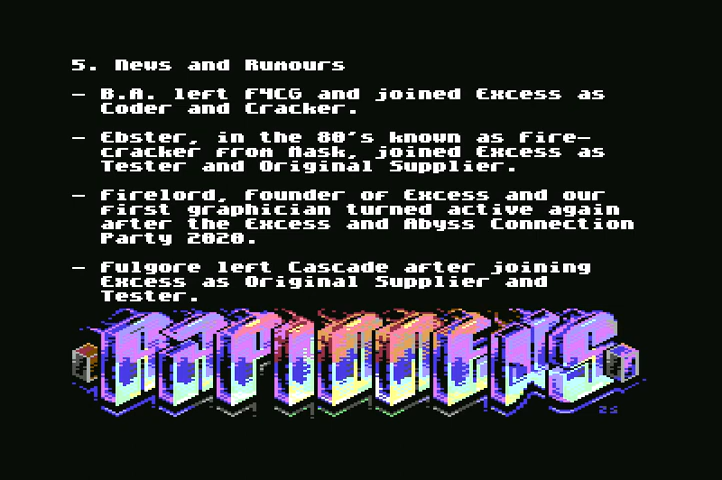 5. News and Rumours
- B.A. left F4CG and joined Excess as
Coder and Cracker.
- Ebster, in the 80's known as Fire-
cracker from Mask, joined Excess as
Tester and Original Supplier.
- Firelord, founder of Excess and our
first graphician turned active again
after the Excess and Abyss Connection
Party 2020.
- Fulgore left Cascade after joining
Excess as Original Supplier and
Tester.